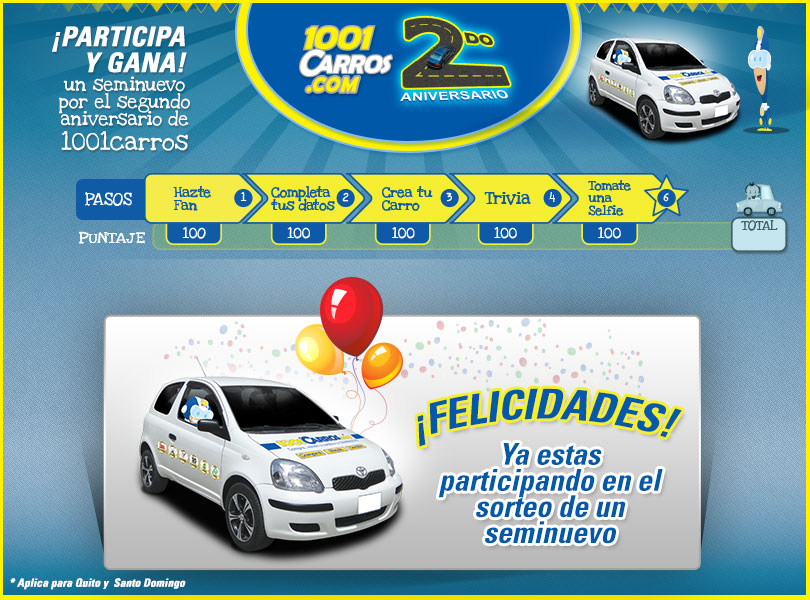 ¡PARTICIPA
Y GANA!
un seminuevo
por el segundo
aniversario de
1001carros
1001
CARROS
.COM
2DO
ANIVERSARIO
PASOS
Hazte
Fan
1
Completa
tus datos
2
Crea tu
Carro
3
Trivia
4
Tomate
una
Selfie
6
PUNTAJE
100
100
100
100
100
TOTAL
¡FELICIDADES!
Ya estas
participando en el
sorteo de un
seminuevo
* Aplica para Quito y Santo Domingo